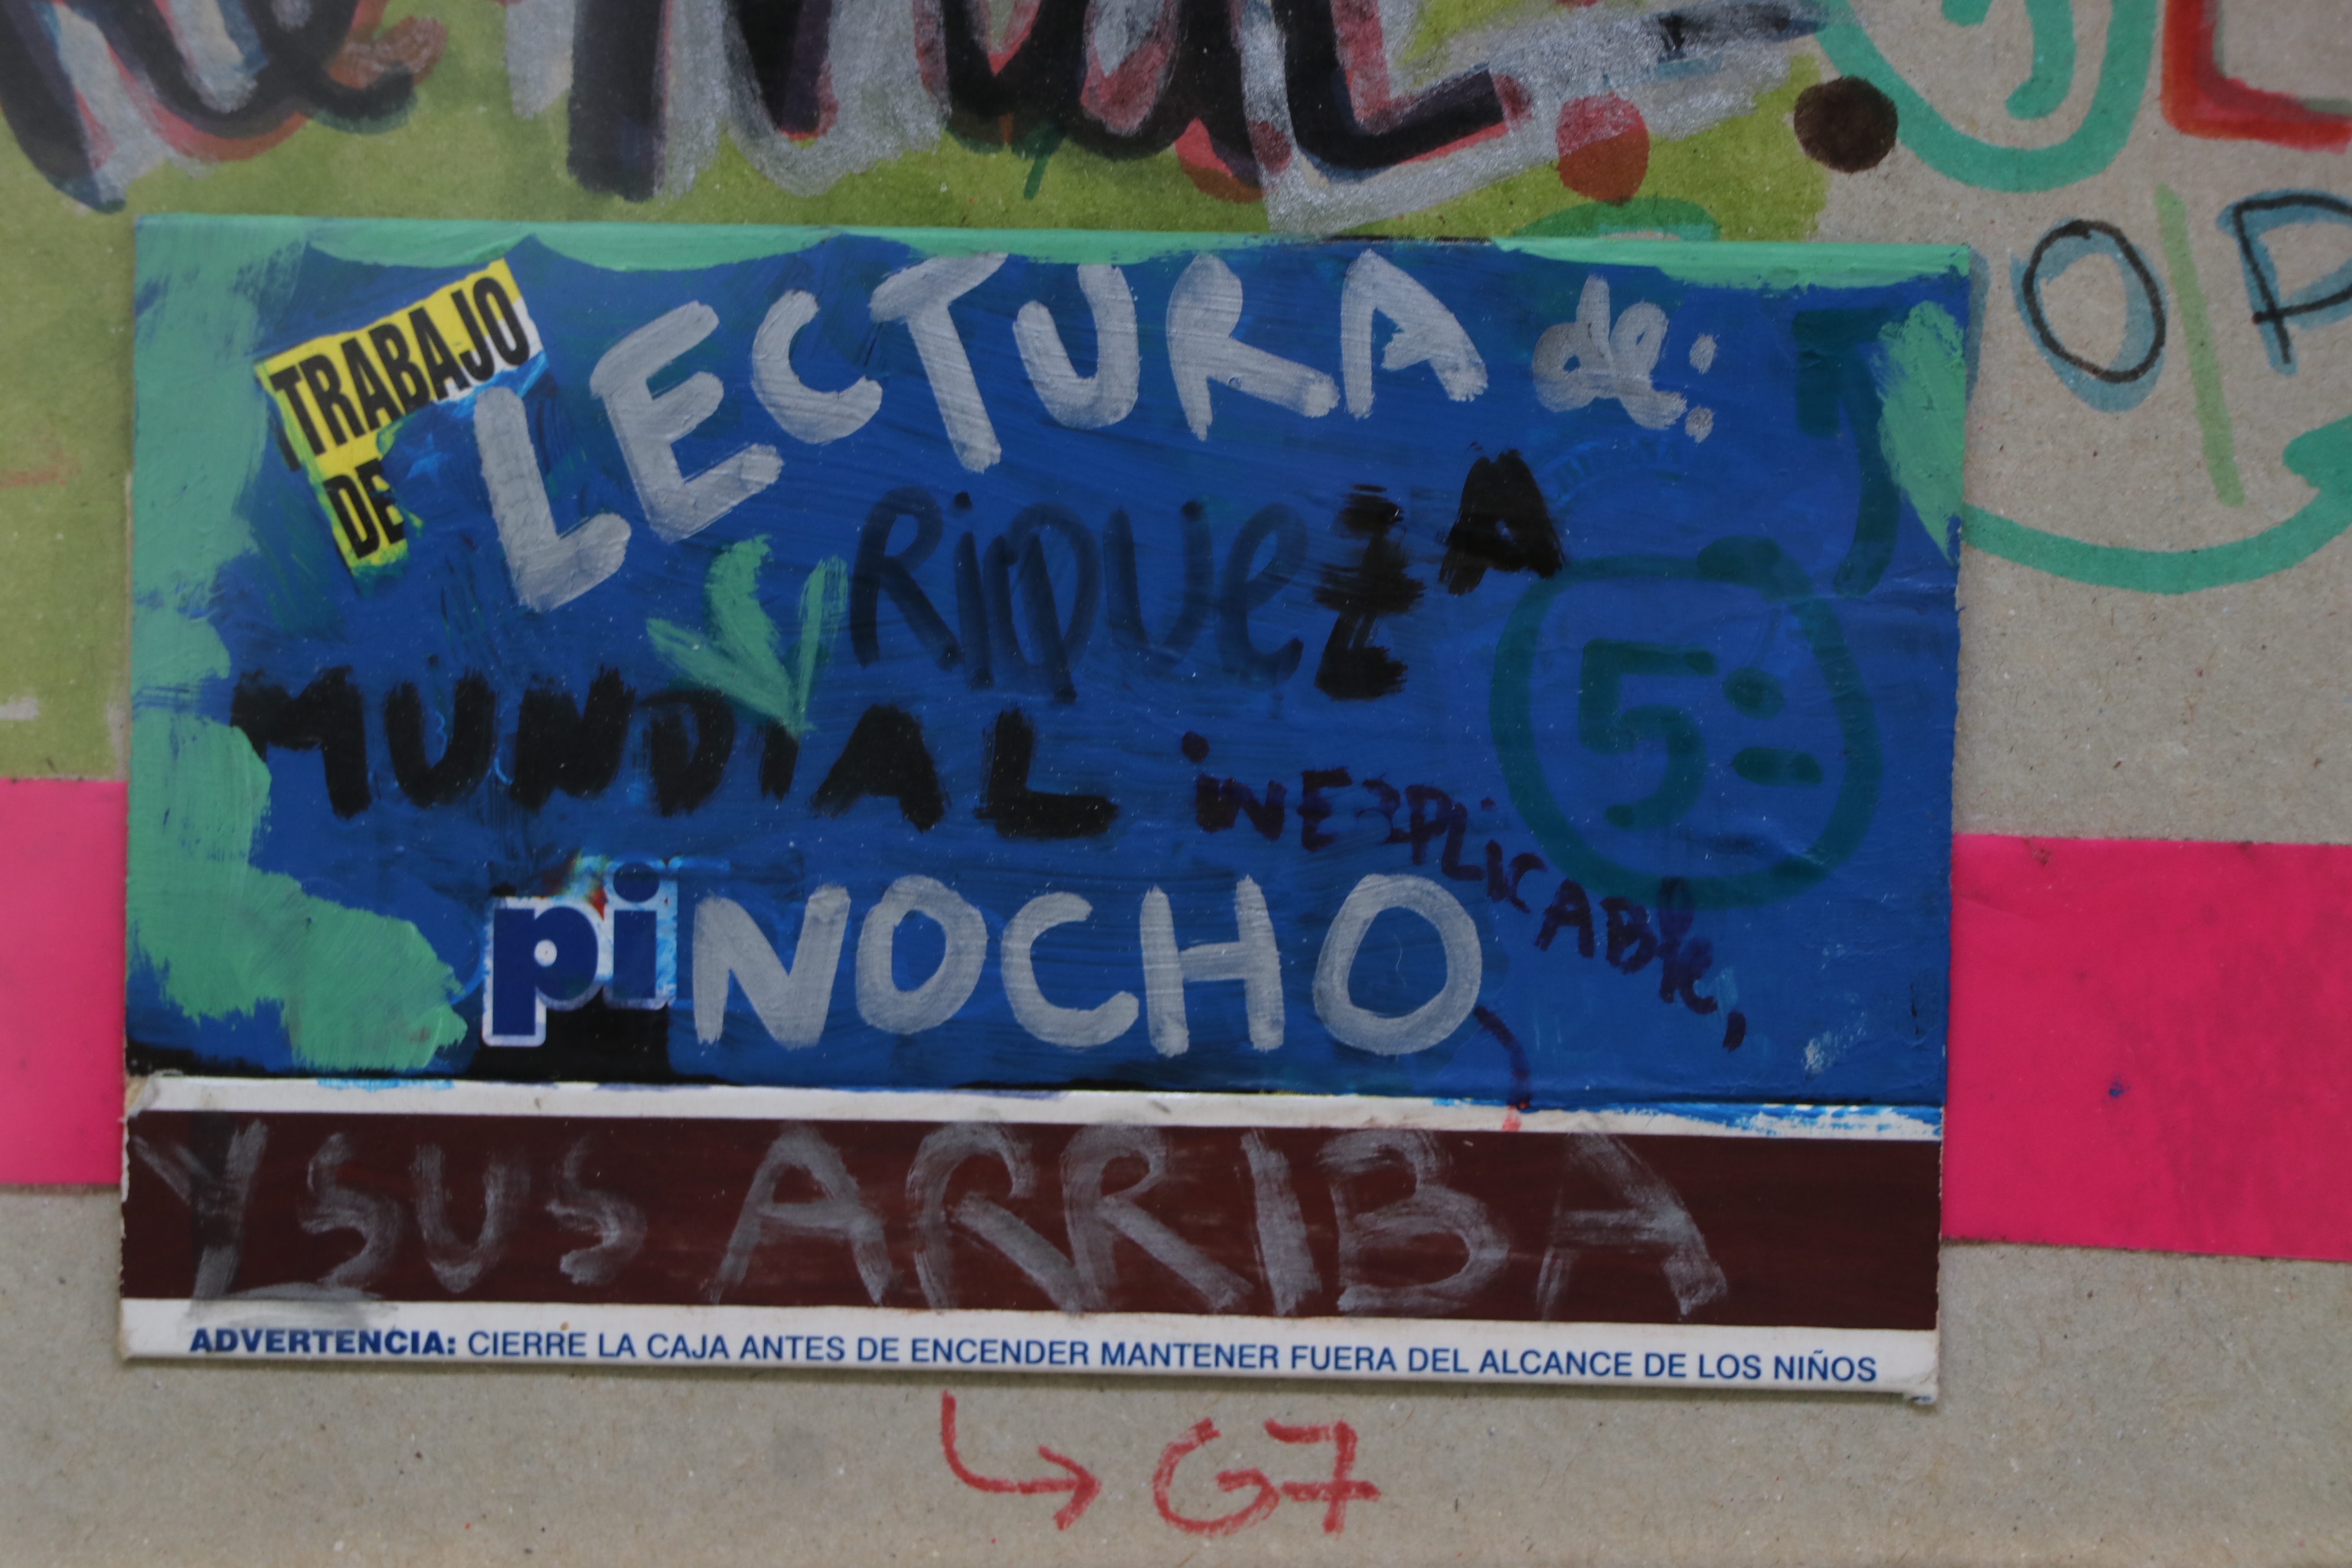 TRABAJO
DE
LECTURA de:
RiqUeZA
MUNDIAL
5:=
iNEXPLiCABle,
piNOCHO
Y SUS ARRIBA
ADVERTENCIA: CIERRE LA CAJA ANTES DE ENCENDER MANTENER FUERA DEL ALCANCE DE LOS NIÑOS
G7